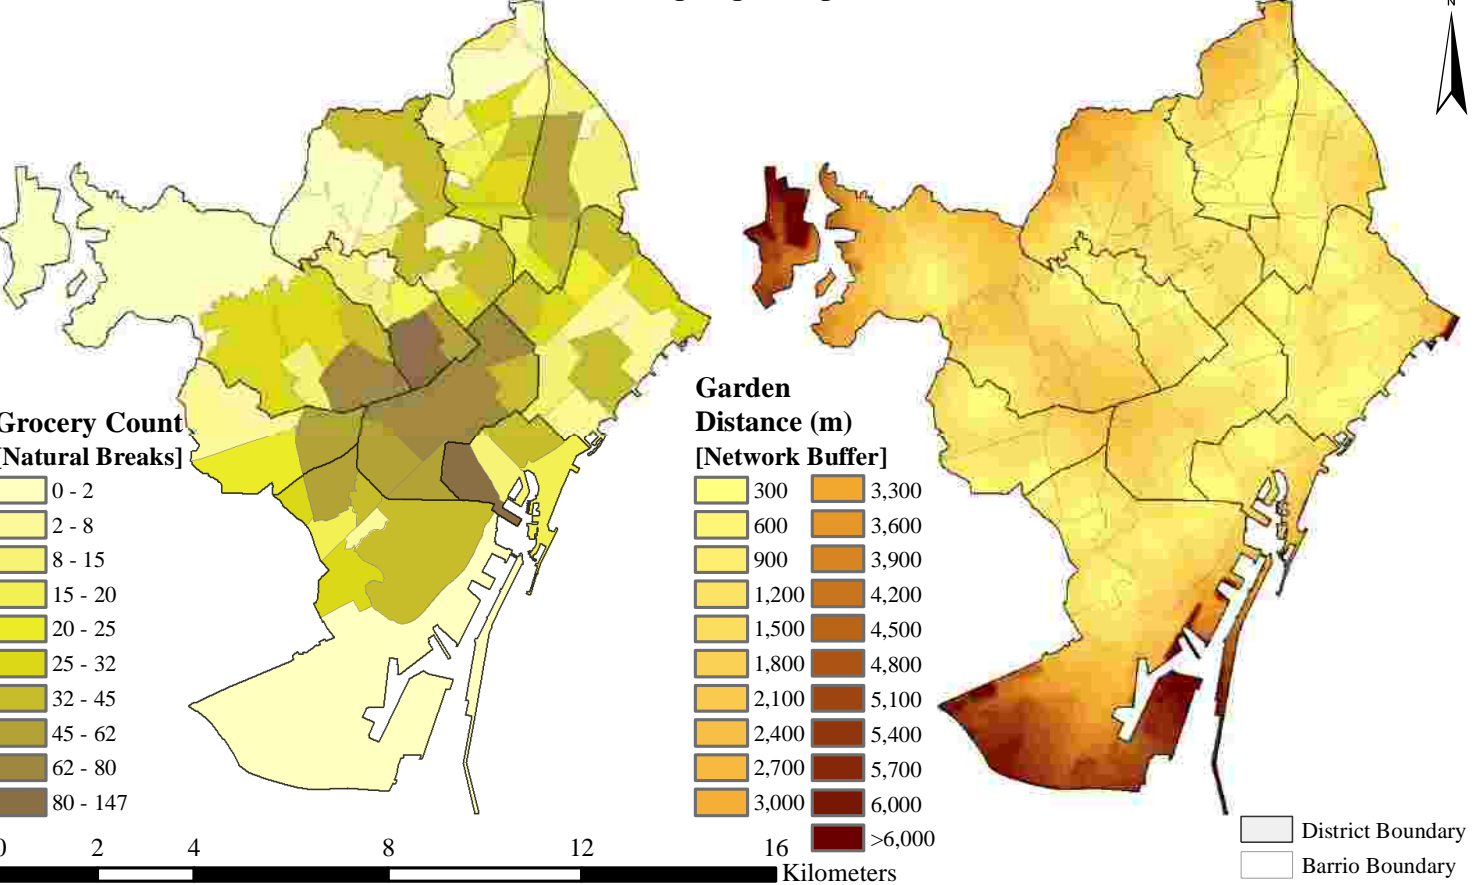 N
Grocery Count
[Natural Breaks]
0 - 2
2 - 8
8 - 15
15 - 20
20 - 25
25 - 32
32 - 45
45 - 62
62 - 80
80 - 147
Garden
Distance (m)
[Network Buffer]
300
600
900
1,200
1,500
1,800
2,100
2,400
2,700
3,000
3,300
3,600
3,900
4,200
4,500
4,800
5,100
5,400
5,700
6,000
>6,000
0 2 4 8 12 16
Kilometers
District Boundary
Barrio Boundary